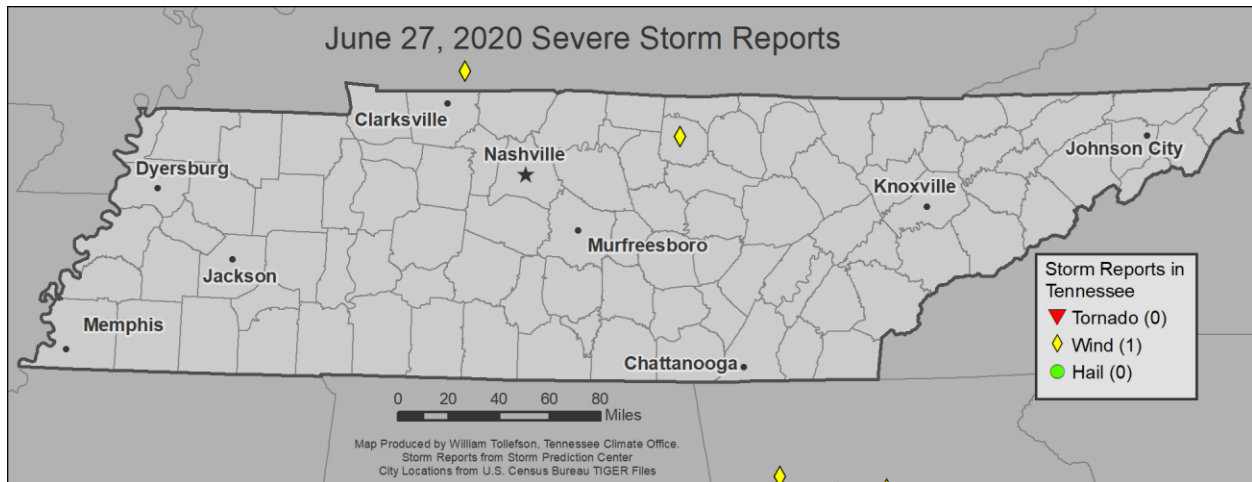 June 27, 2020 Severe Storm Reports
Clarksville
Nashville
Dyersburg
Johnson City
Knoxville
Murfreesboro
Jackson
Memphis
Chattanooga
Storm Reports in
Tennessee
Tornado (0)
Wind (1)
Hail (0)
0 20 40 60 80
Miles
Map Produced by William Tollefson, Tennessee Climate Office.
Storm Reports from Storm Prediction Center
City Locations from U.S. Census Bureau TIGER Files